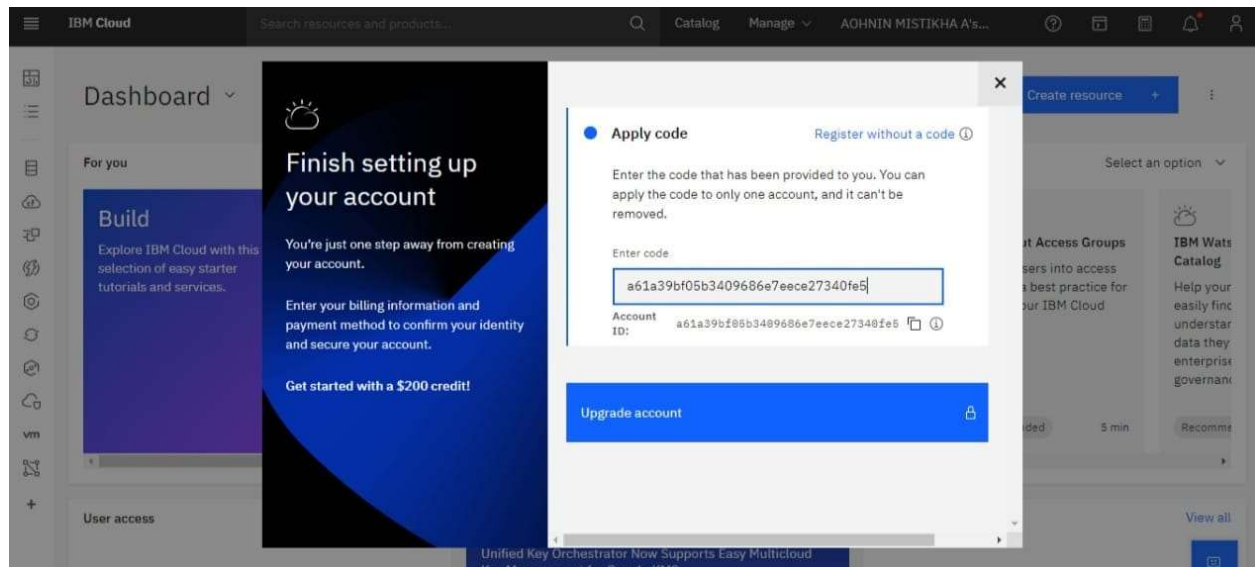 IBM Cloud
Search resources and products...
Catalog
Manage
AOHNIN MISTIKHA A's...
Dashboard
Create resource +
For you
Select an option
Build
Explore IBM Cloud with this
selection of easy starter
tutorials and services.
Finish setting up
your account
You're just one step away from creating
your account.
Enter your billing information and
payment method to confirm your identity
and secure your account.
Get started with a $200 credit!
Apply code
Register without a code
Enter the code that has been provided to you. You can
apply the code to only one account, and it can't be
removed.
Enter code
a61a39bf05b3409686e7eece27340fe5
Account
ID:
a61a39bf05b3409686e7eece27340fe5
Upgrade account
ut Access Groups
sers into access
a best practice for
our IBM Cloud
ded
5 min
IBM Wats
Catalog
Help your
easily finc
understar
data they
enterprise
governanc
Recomme
vm
User access
View all
Unified Key Orchestrator Now Supports Easy Multicloud